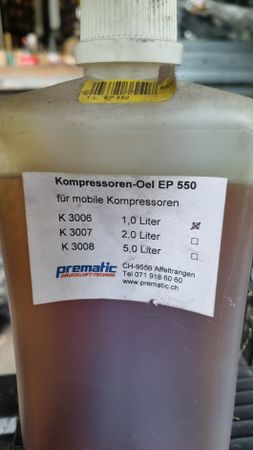 1 L EP 550
Kompressoren-Oel EP 550
für mobile Kompressoren
K 3006 1,0 Liter
K 3007 2,0 Liter
K 3008 5,0 Liter
prematic
DRUCKLUFT-TECHNIK
CH-9556 Affeltrangen
Tel 071 918 60 60
www.prematic.ch